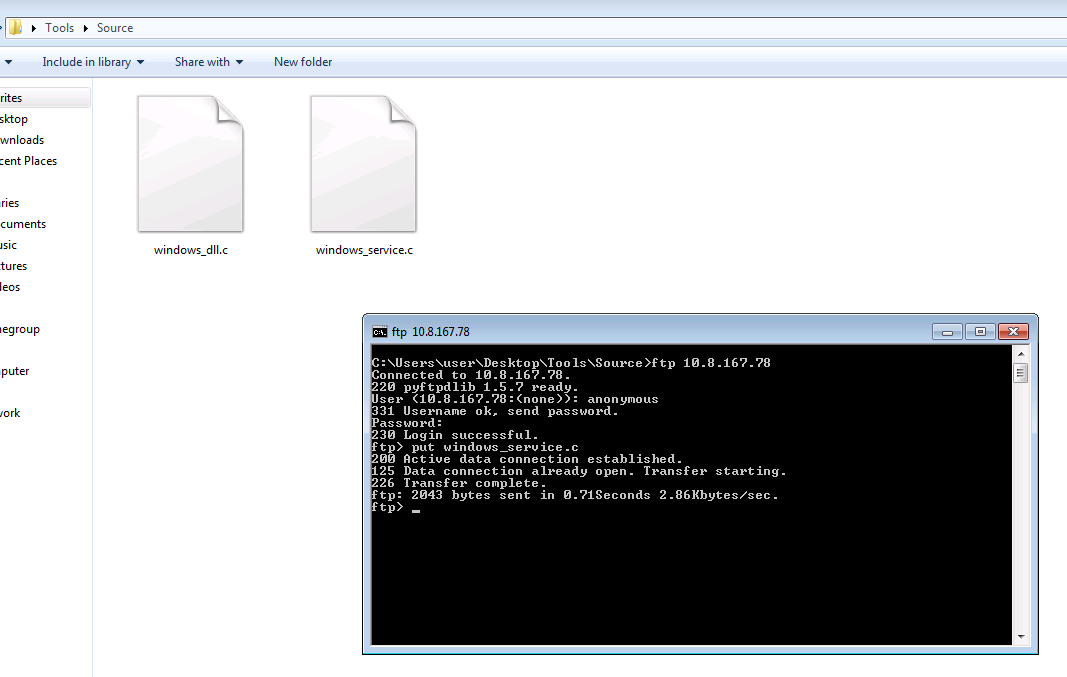 Tools Source
Include in library Share with New folder
rites
sktop
wnloads
cent Places
ries
cuments
usic
tures
leos
negroup
puter
work
windows_dll.c windows_service.c
C:\. ftp 10.8.167.78
C:\Users\user\Desktop\Tools\Source>ftp 10.8.167.78
Connected to 10.8.167.78.
220 pyftpdlib 1.5.7 ready.
User (10.8.167.78:(none)): anonymous
331 Username ok, send password.
Password:
230 Login successful.
ftp> put windows_service.c
200 Active data connection established.
125 Data connection already open. Transfer starting.
226 Transfer complete.
ftp: 2043 bytes sent in 0.71Seconds 2.86Kbytes/sec.
ftp> _